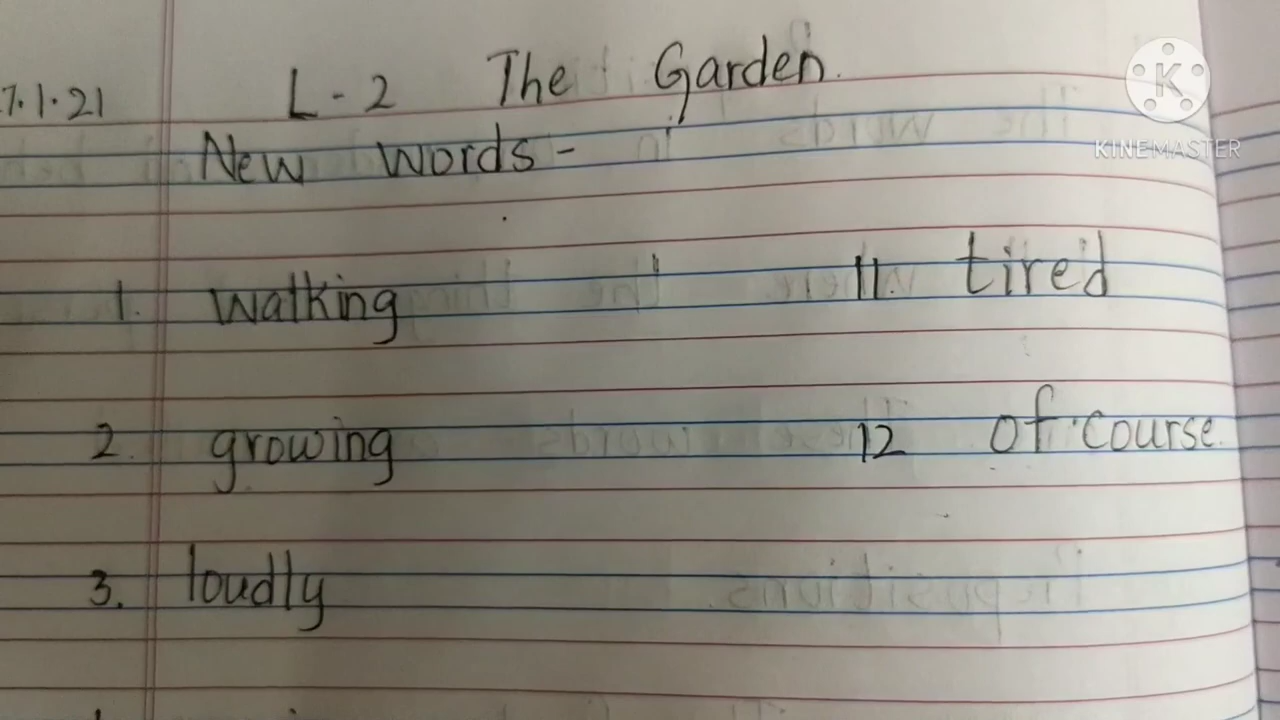 7.1.21 L-2 The Garden.
New words-
1. walking 11. tired
2. growing 12 of course.
3. loudly
KINEMASTER